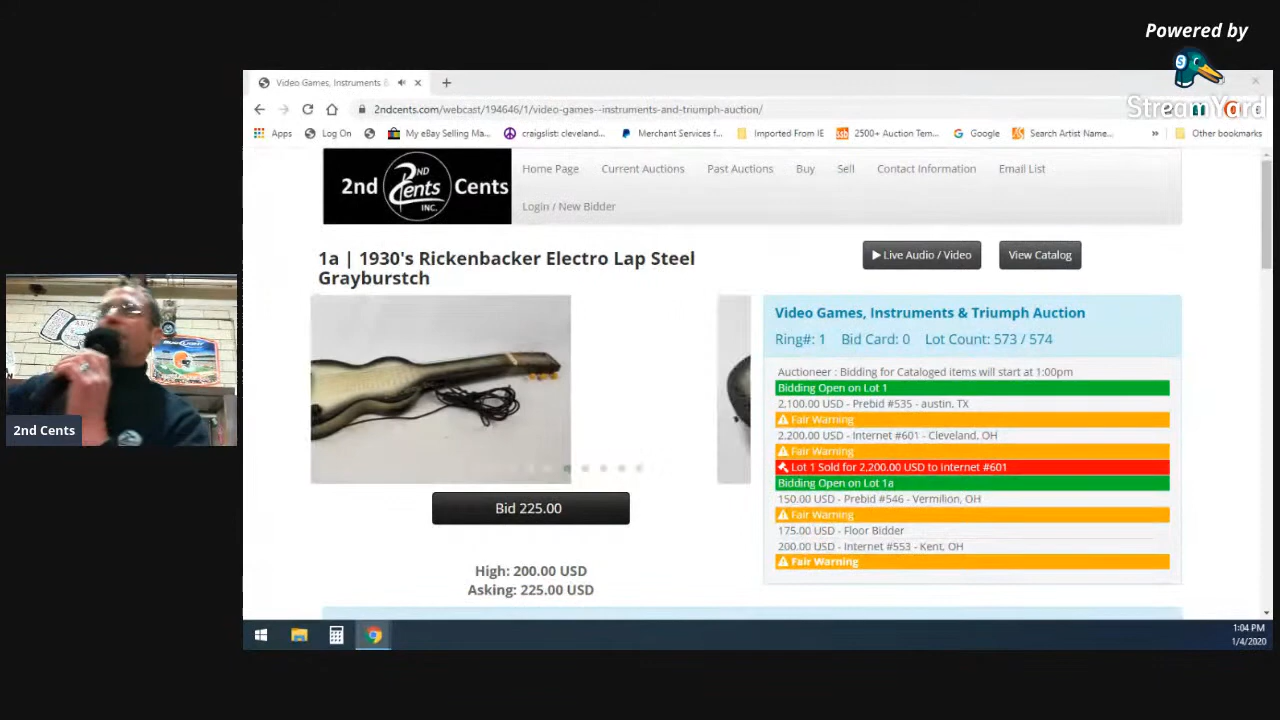 Powered by
StreamYard
Video Games, Instruments &
2ndcents.com/webcast/194646/1/video-games--instruments-and-triumph-auction/
Apps
Log On
My eBay Selling Ma...
craigslist: cleveland...
Merchant Services f...
Imported From IE
2500+ Auction Tem...
Google
Search Artist Name...
Other bookmarks
2nd 2ND Cents INC. Cents
Home Page
Current Auctions
Past Auctions
Buy
Sell
Contact Information
Email List
Login / New Bidder
1a | 1930's Rickenbacker Electro Lap Steel
Grayburstch
Live Audio / Video
View Catalog
Video Games, Instruments & Triumph Auction
Ring#: 1 Bid Card: 0 Lot Count: 573 / 574
Auctioneer : Bidding for Cataloged items will start at 1:00pm
Bidding Open on Lot 1
2,100.00 USD - Prebid #535 - austin, TX
Fair Warning
2,200.00 USD - Internet #601 - Cleveland, OH
Fair Warning
Lot 1 Sold for 2,200.00 USD to internet #601
Bidding Open on Lot 1a
150.00 USD - Prebid #546 - Vermilion, OH
Fair Warning
175.00 USD - Floor Bidder
200.00 USD - Internet #553 - Kent, OH
Fair Warning
Bid 225.00
High: 200.00 USD
Asking: 225.00 USD
2nd Cents
1:04 PM
1/4/2020